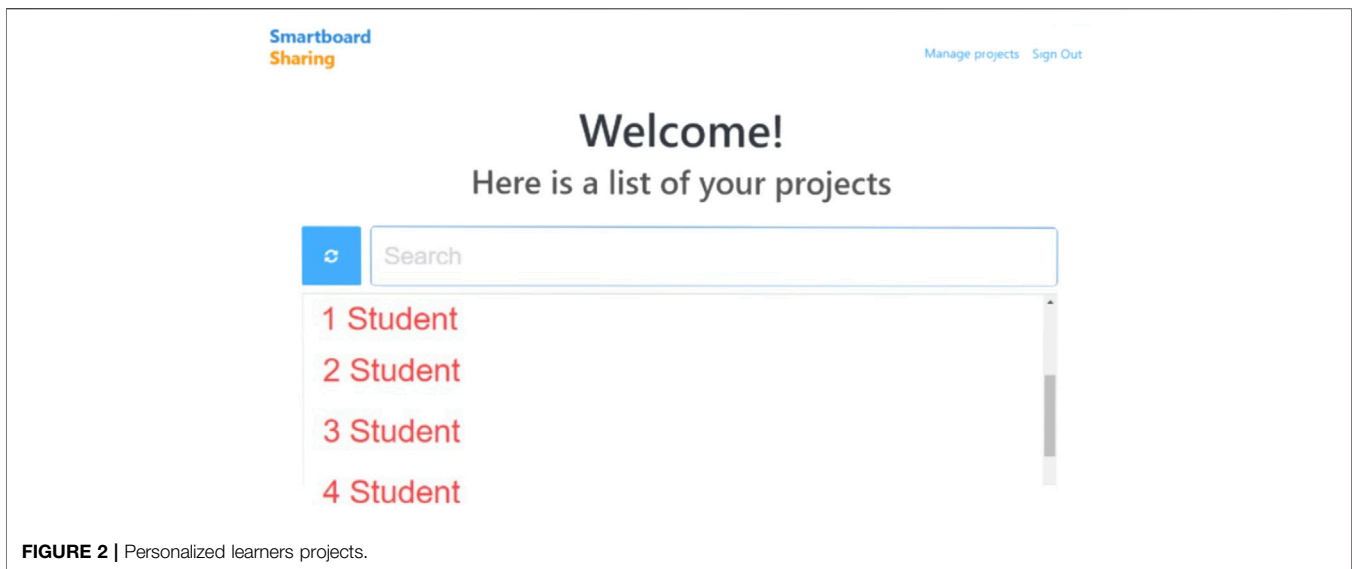 Smartboard
Sharing
Manage projects Sign Out
Welcome!
Here is a list of your projects
Search
1 Student
2 Student
3 Student
4 Student
FIGURE 2 | Personalized learners projects.